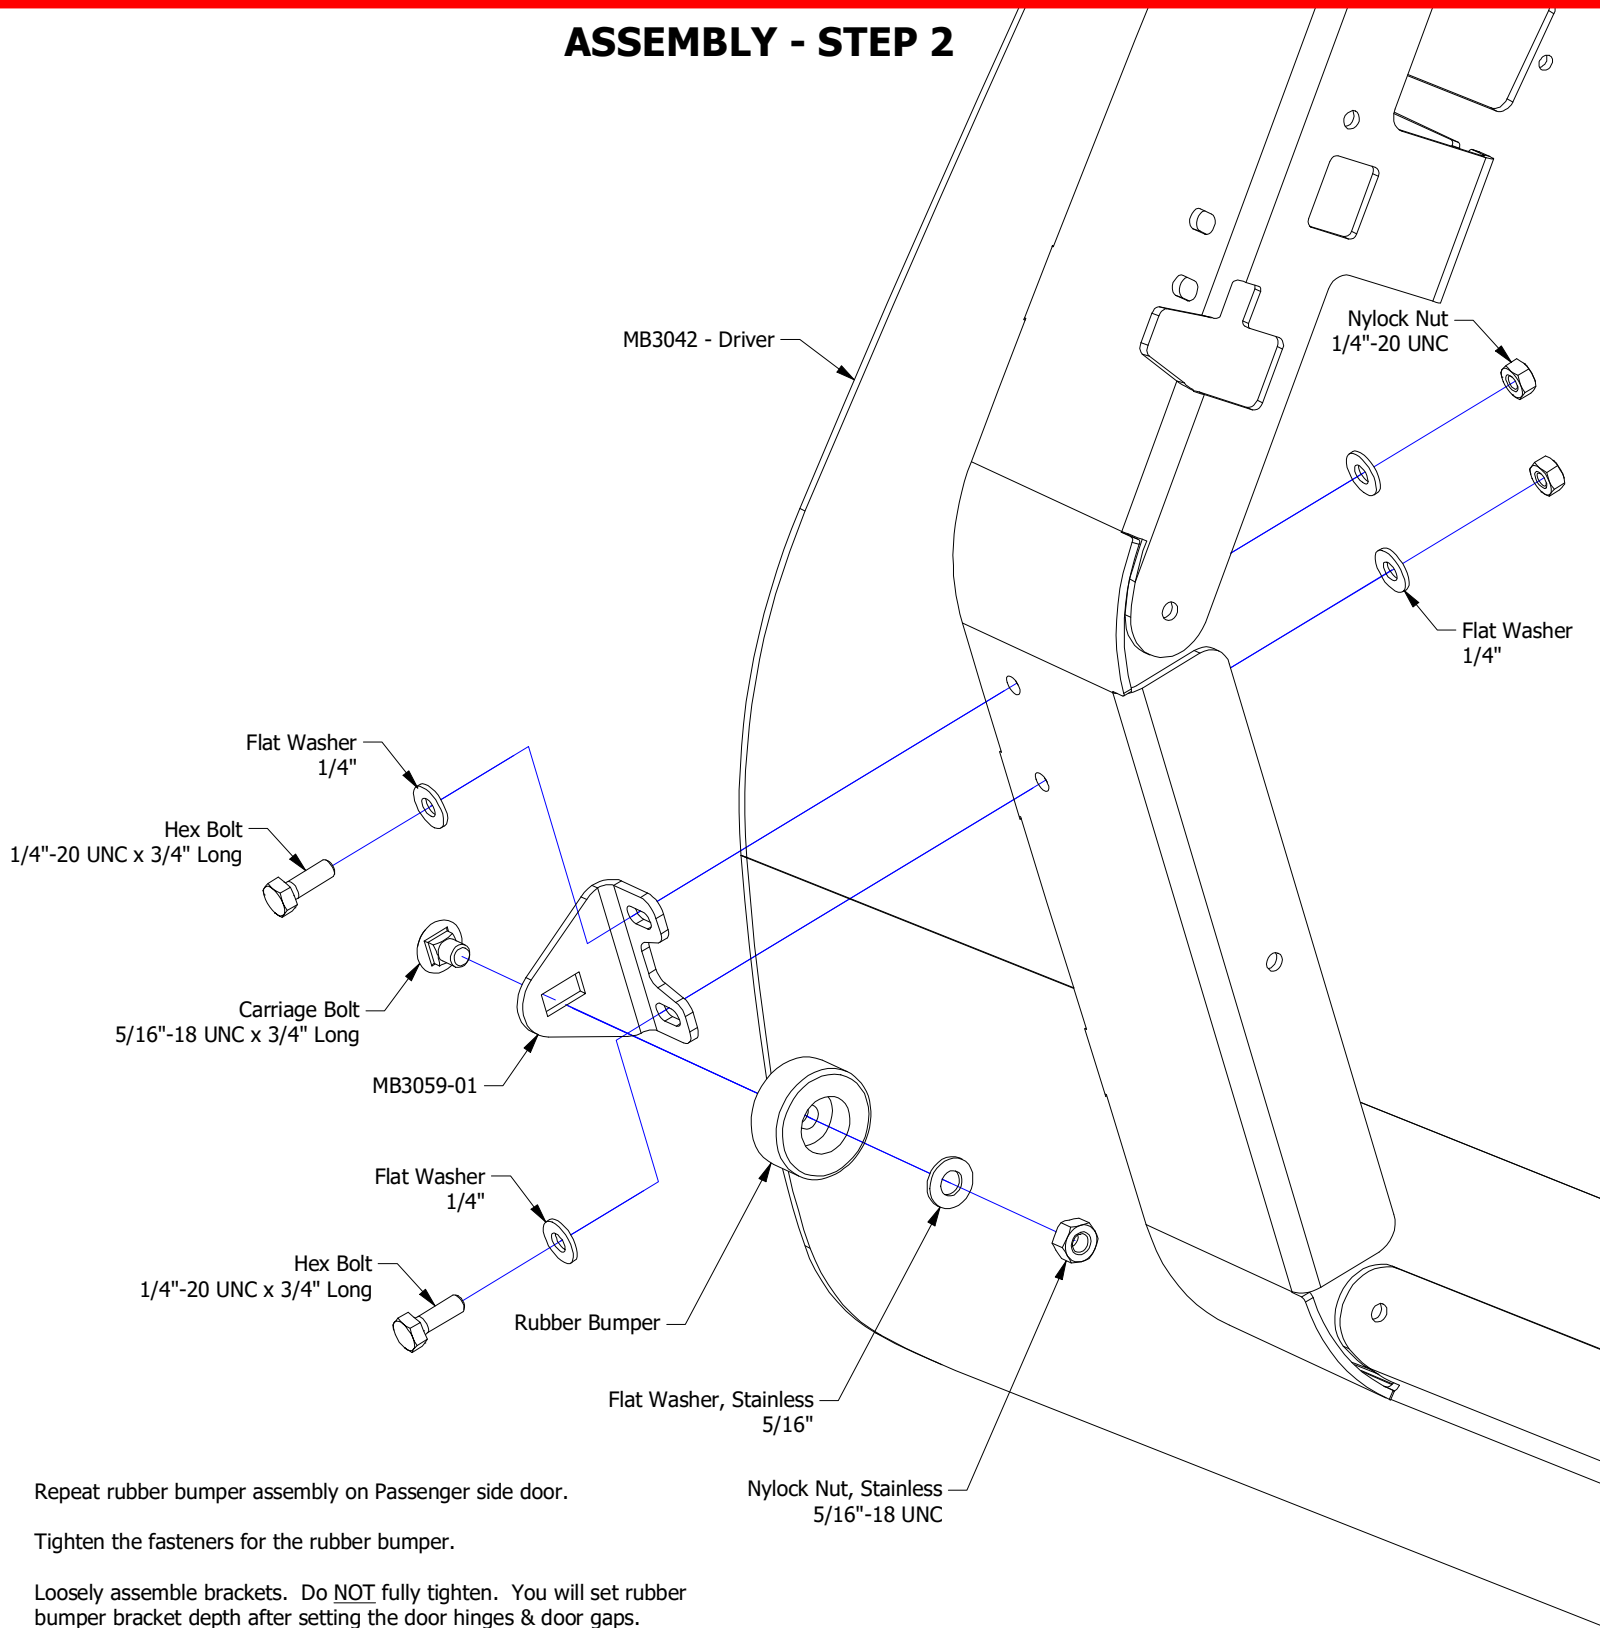 ASSEMBLY - STEP 2
MB3042 - Driver
Nylock Nut
1/4"-20 UNC
Flat Washer
1/4"
Flat Washer
1/4"
Hex Bolt
1/4"-20 UNC x 3/4" Long
Carriage Bolt
5/16"-18 UNC x 3/4" Long
MB3059-01
Flat Washer
1/4"
Hex Bolt
1/4"-20 UNC x 3/4" Long
Rubber Bumper
Flat Washer, Stainless
5/16"
Nylock Nut, Stainless
5/16"-18 UNC
Repeat rubber bumper assembly on Passenger side door.
Tighten the fasteners for the rubber bumper.
Loosely assemble brackets.  Do NOT fully tighten.  You will set rubber
bumper bracket depth after setting the door hinges & door gaps.